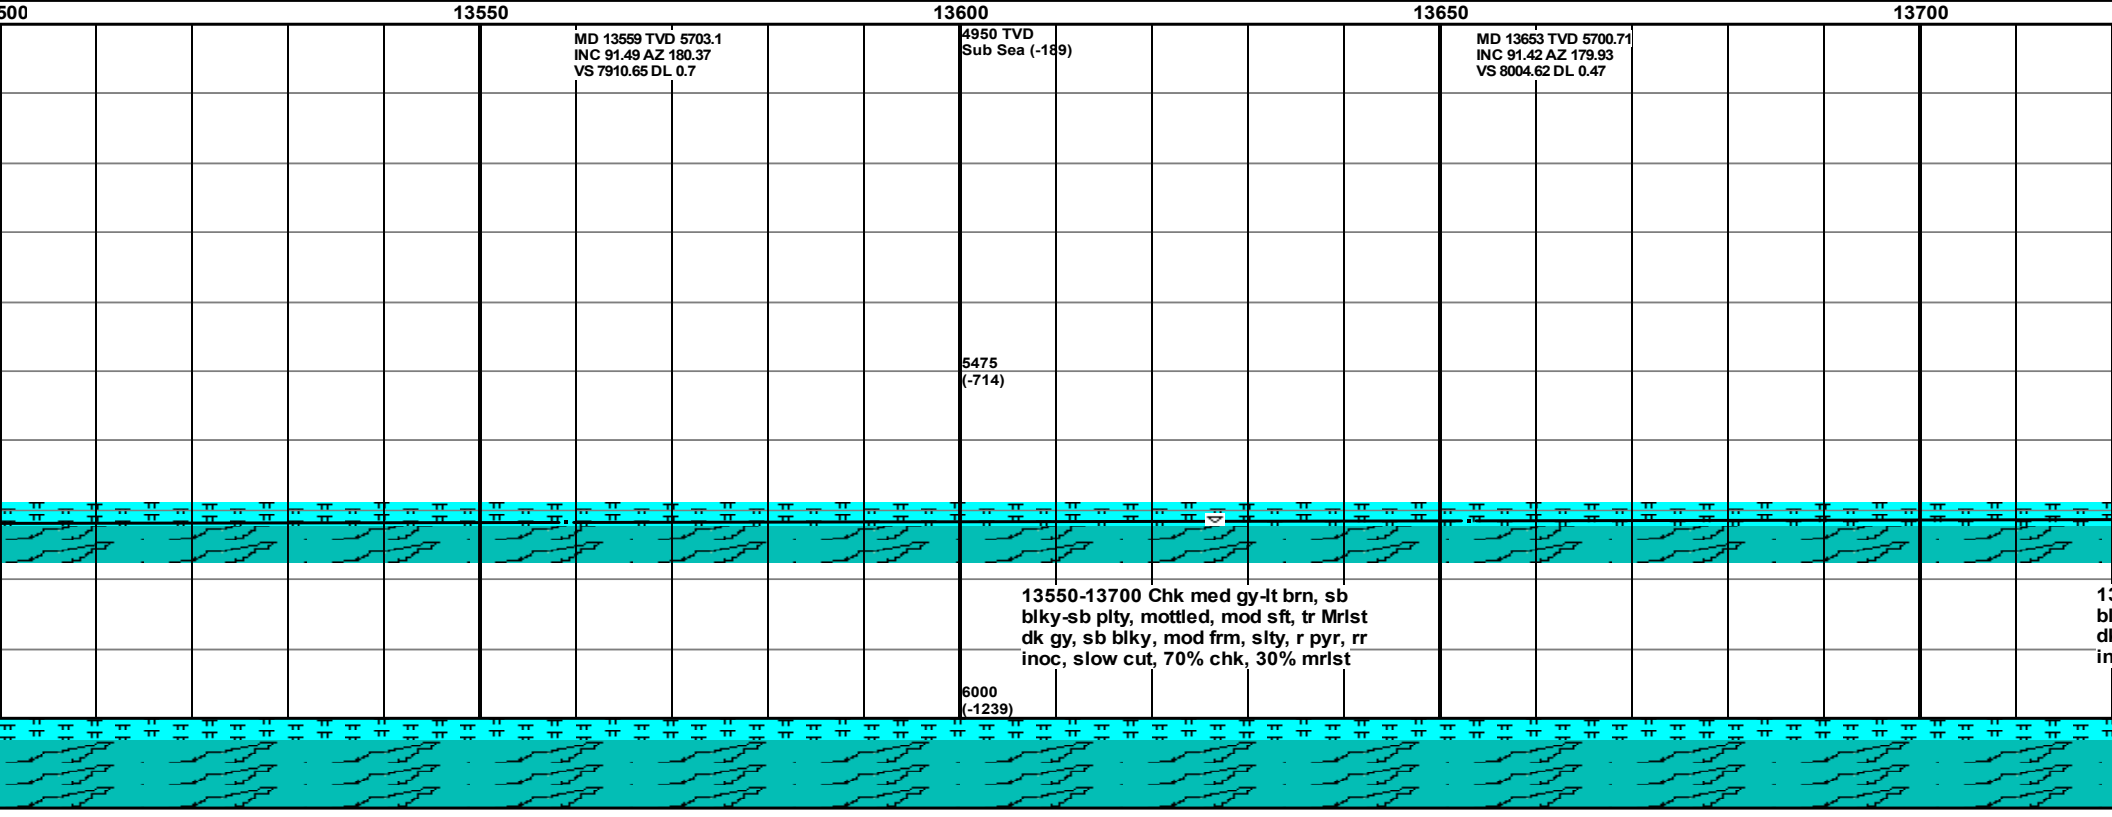 500 13550 13600 13650 13700
MD 13559 TVD 5703.1
INC 91.49 AZ 180.37
VS 7910.65 DL 0.7
4950 TVD
Sub Sea (-189)
MD 13653 TVD 5700.71
INC 91.42 AZ 179.93
VS 8004.62 DL 0.47
5475
(-714)
13550-13700 Chk med gy-lt brn, sb
blky-sb plty, mottled, mod sft, tr Mrlst
dk gy, sb blky, mod frm, slty, r pyr, rr
inoc, slow cut, 70% chk, 30% mrlst
6000
(-1239)